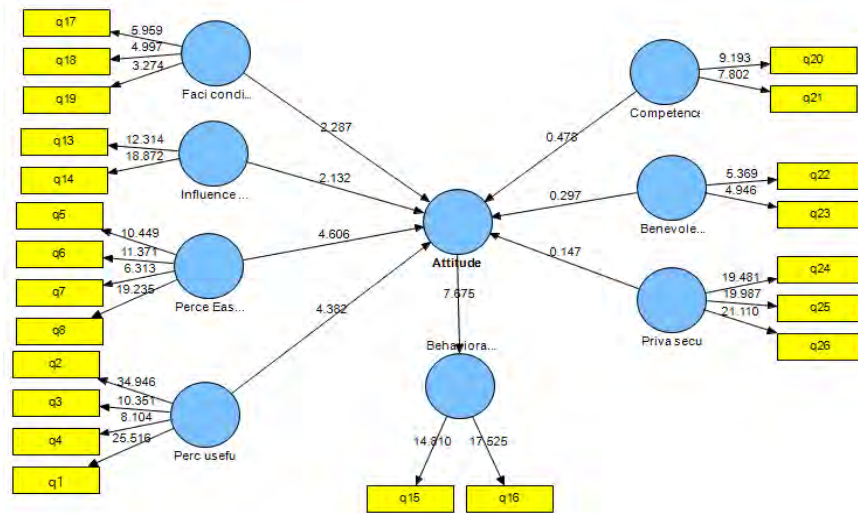 q17
5.959
q18
4.997
q19
3.274
Faci condi...
2.287
q13
12.314
q14
18.872
Influence ...
2.132
q5
10.449
q6
11.371
q7
6.313
q8
19.235
Perce Eas...
4.606
q2
34.946
q3
10.351
q4
8.104
q1
25.516
Perc usefu
4.382
Attitude
7.675
Behaviora...
14.810
17.525
q15
q16
9.193
q20
7.802
q21
Competence
0.478
5.369
q22
4.946
q23
Benevole...
0.297
19.481
q24
19.987
q25
21.110
q26
Priva secu
0.147